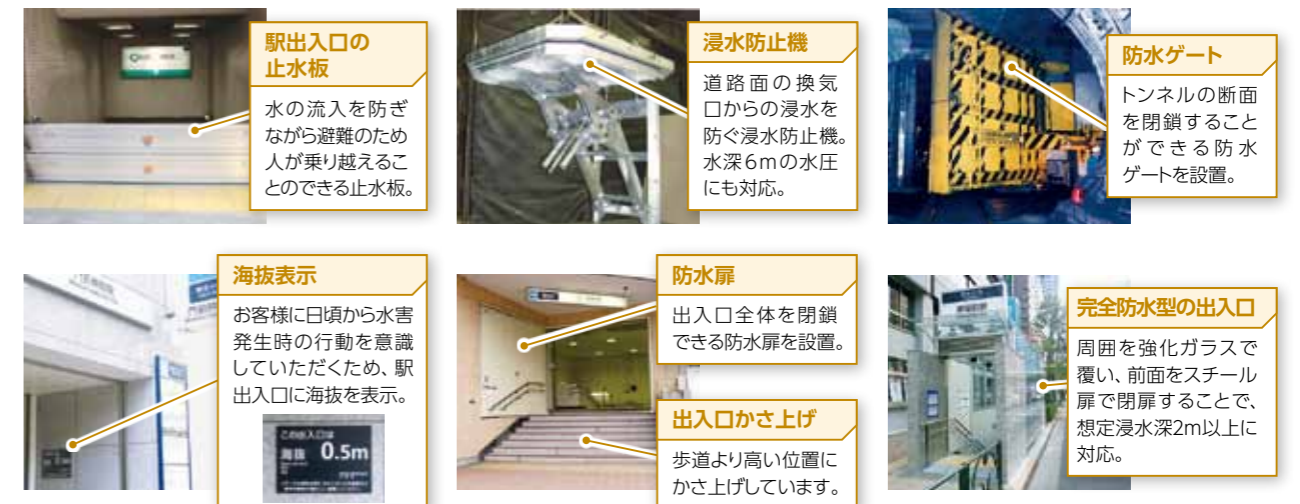 駅出入口の
止水板
水の流入を防ぎ
ながら避難のため
人が乗り越えるこ
とのできる止水板。
浸水防止機
道路面の換気
口からの浸水を
防ぐ浸水防止機。
水深6mの水圧
にも対応。
防水ゲート
トンネルの断面
を閉鎖すること
ができる防水
ゲートを設置。
海抜表示
お客様に日頃から水害
発生時の行動を意識
していただくため、駅
出入口に海抜を表示。
この出入口は
海抜 0.5m
防水扉
出入口全体を閉鎖
できる防水扉を設置。
出入口かさ上げ
歩道より高い位置に
かさ上げしています。
完全防水型の出入口
周囲を強化ガラスで
覆い、前面をスチール
扉で閉扉することで、
想定浸水深2m以上に
対応。